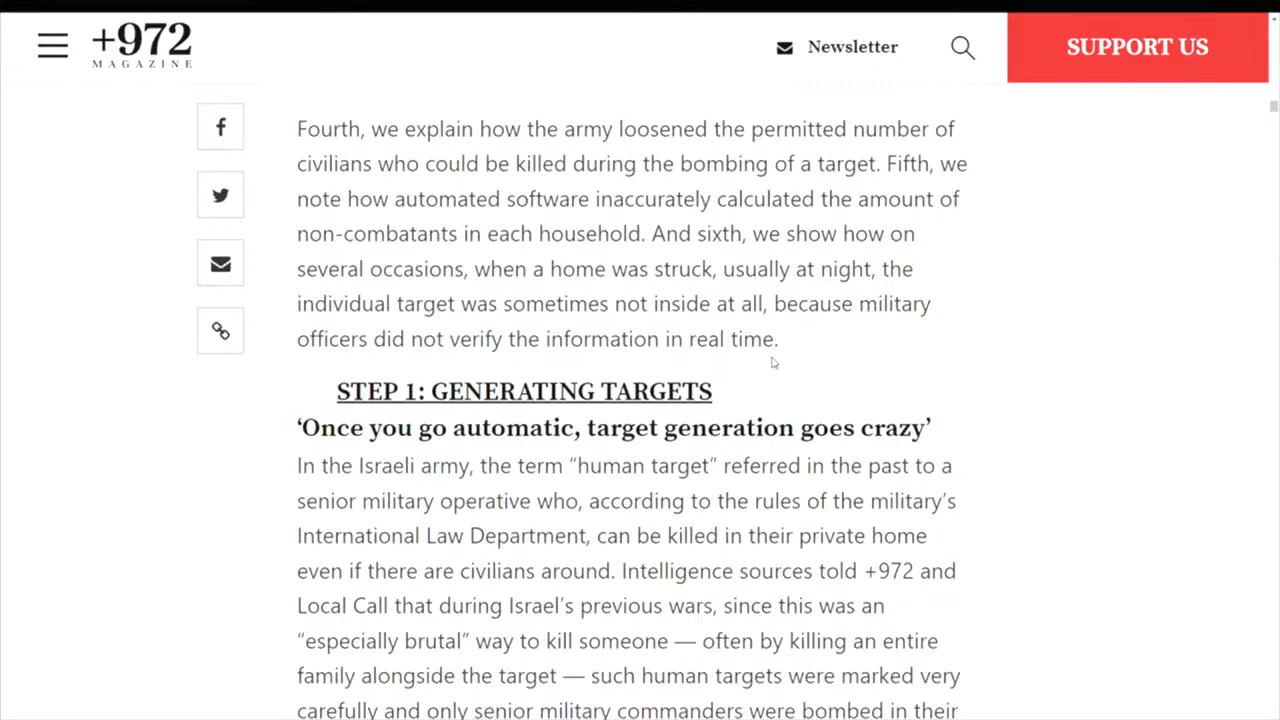 +972
MAGAZINE
Newsletter
SUPPORT US
Fourth, we explain how the army loosened the permitted number of
civilians who could be killed during the bombing of a target. Fifth, we
note how automated software inaccurately calculated the amount of
non-combatants in each household. And sixth, we show how on
several occasions, when a home was struck, usually at night, the
individual target was sometimes not inside at all, because military
officers did not verify the information in real time.
STEP 1: GENERATING TARGETS
‘Once you go automatic, target generation goes crazy’
In the Israeli army, the term “human target” referred in the past to a
senior military operative who, according to the rules of the military’s
International Law Department, can be killed in their private home
even if there are civilians around. Intelligence sources told +972 and
Local Call that during Israel’s previous wars, since this was an
“especially brutal” way to kill someone — often by killing an entire
family alongside the target — such human targets were marked very
carefully and only senior military commanders were bombed in their